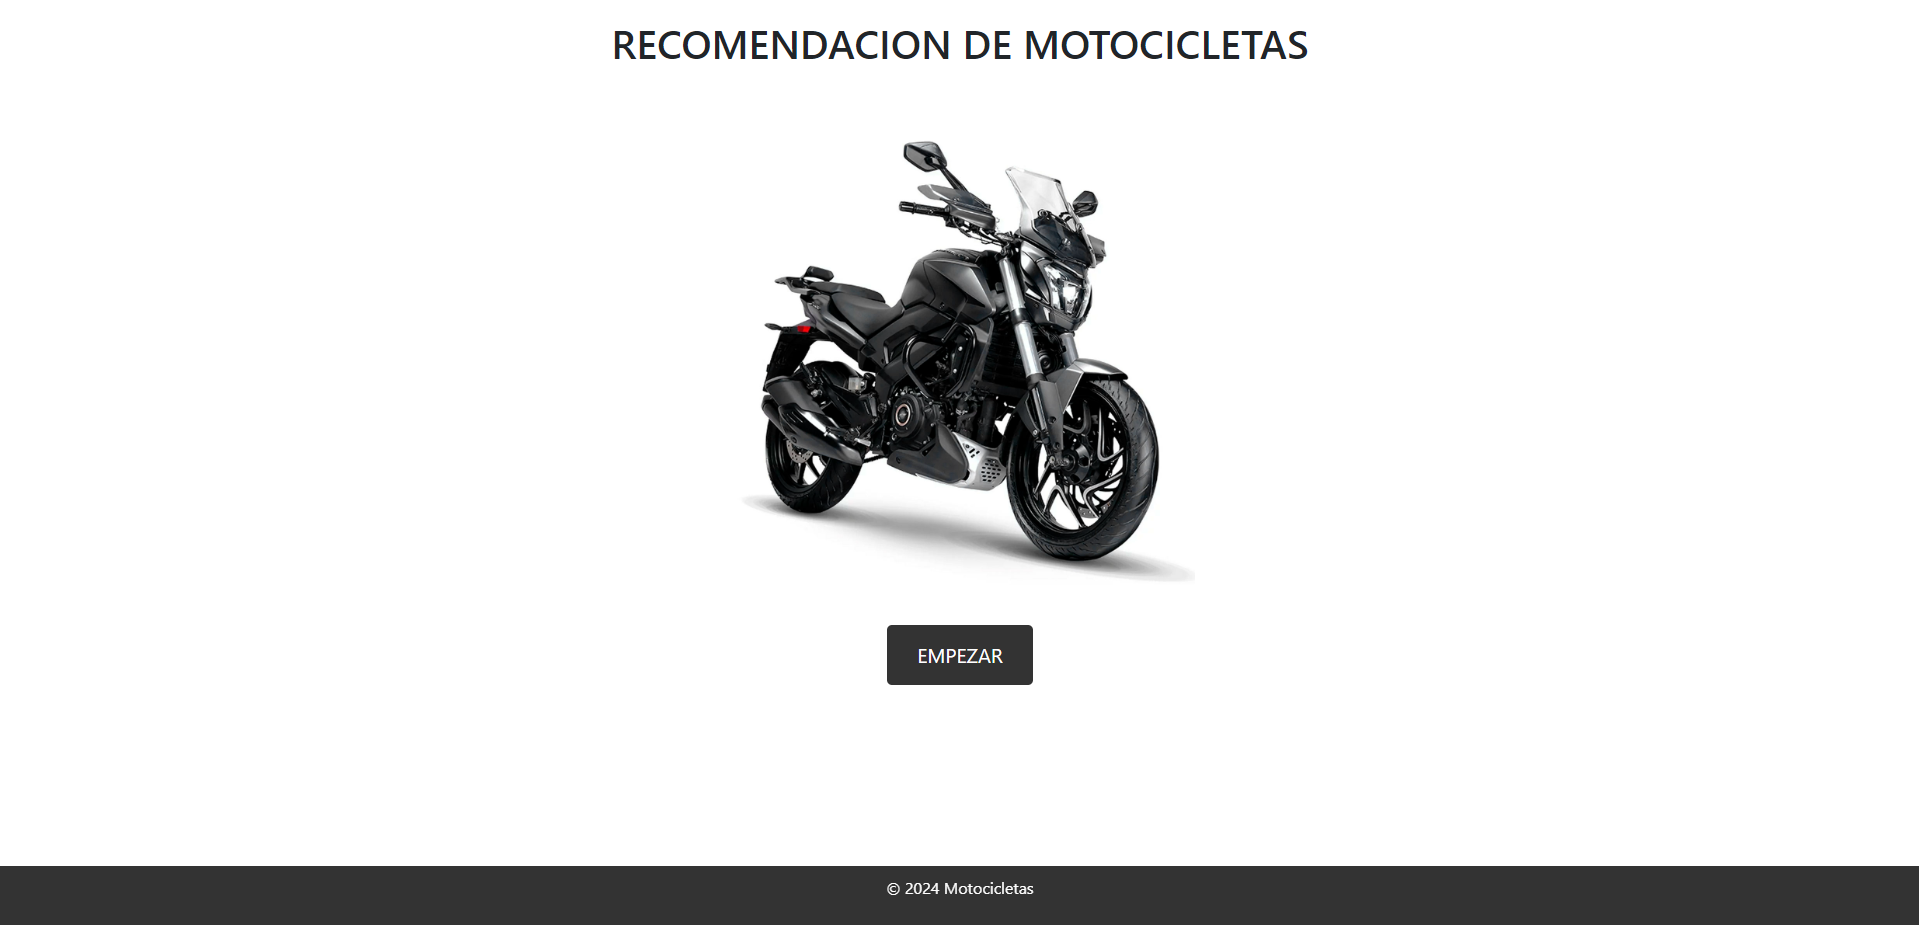 RECOMENDACION DE MOTOCICLETAS
EMPEZAR
© 2024 Motocicletas